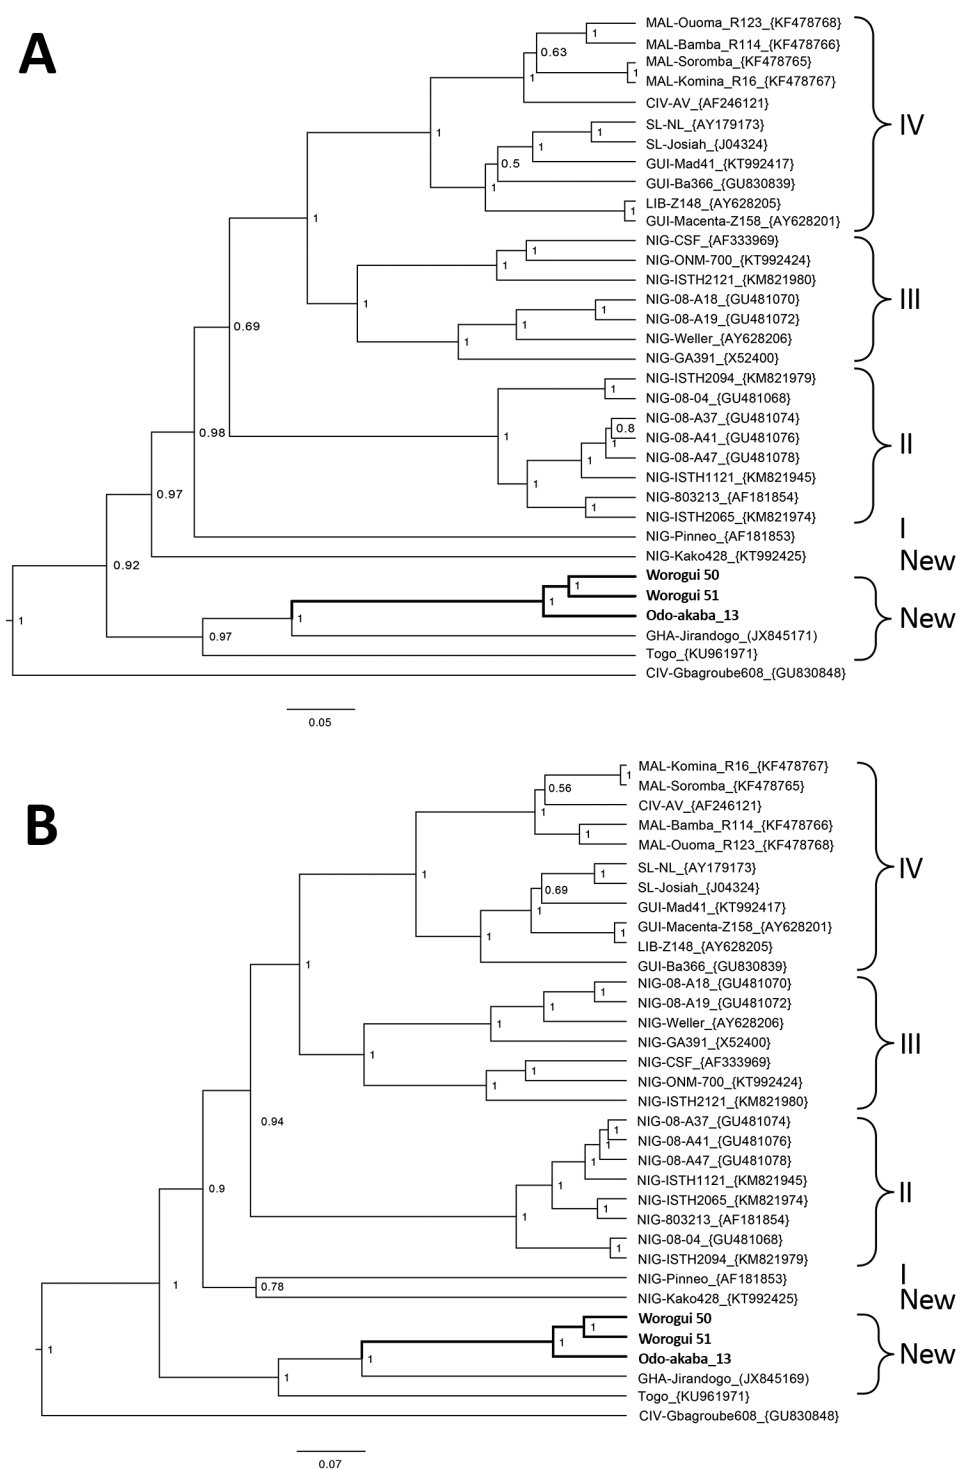 A
MAL-Ouoma_R123_{KF478768}
1
MAL-Bamba_R114_{KF478766}
0.63
MAL-Soromba_{KF478765}
1
1
MAL-Komina_R16_{KF478767}
CIV-AV_{AF246121}
IV
SL-NL_{AY179173}
1
1
SL-Josiah_{J04324}
1
GUI-Mad41_{KT992417}
0.5
GUI-Ba366_{GU830839}
1
LIB-Z148_{AY628205}
1
1
GUI-Macenta-Z158_{AY628201}
NIG-CSF_{AF333969}
1
NIG-ONM-700_{KT992424}
1
NIG-ISTH2121_{KM821980}
III
NIG-08-A18_{GU481070}
1
1
NIG-08-A19_{GU481072}
1
0.69
NIG-Weller_{AY628206}
1
NIG-GA391_{X52400}
NIG-ISTH2094_{KM821979}
1
NIG-08-04_{GU481068}
NIG-08-A37_{GU481074}
0.8
0.98
1
NIG-08-A41_{GU481076}
1
II
NIG-08-A47_{GU481078}
1
NIG-ISTH1121_{KM821945}
1
0.97
NIG-803213_{AF181854}
1
NIG-ISTH2065_{KM821974}
I
NIG-Pinneo_{AF181853}
NIG-Kako428_{KT992425}
New
0.92
Worogui 50
1
Worogui 51
1
Odo-akaba_13
New
1
1
GHA-Jirandogo_(JX845171)
0.97
Togo_{KU961971}
CIV-Gbagroube608_{GU830848}
0.05
B
MAL-Komina_R16_{KF478767}
1
MAL-Soromba_{KF478765}
0.56
CIV-AV_{AF246121}
1
MAL-Bamba_R114_{KF478766}
1
MAL-Ouoma_R123_{KF478768}
IV
SL-NL_{AY179173}
1
1
SL-Josiah_{J04324}
0.69
GUI-Mad41_{KT992417}
1
GUI-Macenta-Z158_{AY628201}
1
1
LIB-Z148_{AY628205}
GUI-Ba366_{GU830839}
1
NIG-08-A18_{GU481070}
1
NIG-08-A19_{GU481072}
1
NIG-Weller_{AY628206}
1
NIG-GA391_{X52400}
III
1
NIG-CSF_{AF333969}
1
NIG-ONM-700_{KT992424}
1
NIG-ISTH2121_{KM821980}
0.94
NIG-08-A37_{GU481074}
1
NIG-08-A41_{GU481076}
1
NIG-08-A47_{GU481078}
1
NIG-ISTH1121_{KM821945}
1
II
0.9
NIG-ISTH2065_{KM821974}
1
NIG-803213_{AF181854}
1
NIG-08-04_{GU481068}
1
NIG-ISTH2094_{KM821979}
I
NIG-Pinneo_{AF181853}
1
0.78
NIG-Kako428_{KT992425}
New
Worogui 50
1
Worogui 51
1
1
Odo-akaba_13
New
1
GHA-Jirandogo_(JX845169)
1
Togo_{KU961971}
CIV-Gbagroube608_{GU830848}
0.07